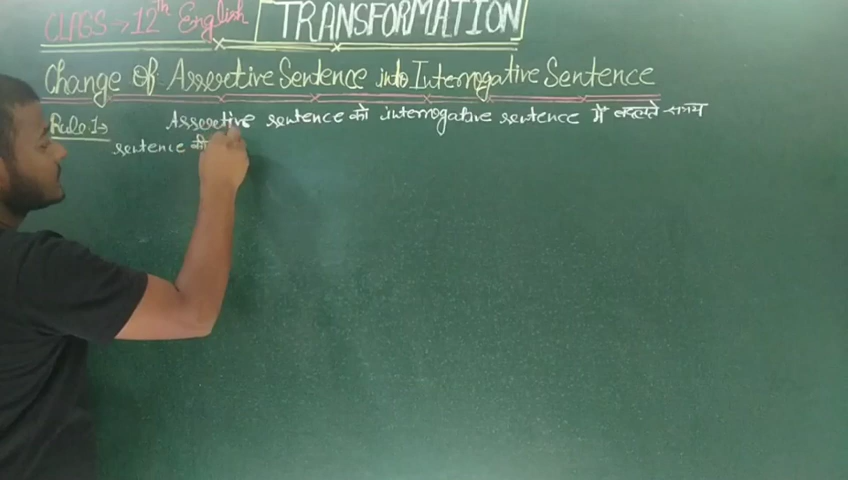 CLASS → 12th English TRANSFORMATION
Change Of Assertive Sentence into Interrogative Sentence
Rule 1→ Assertive sentence को interrogative sentence में बदलते समय
sentence की